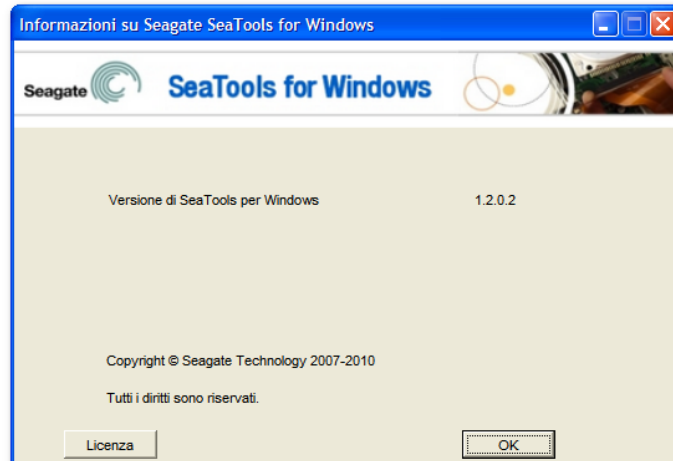 Informazioni su Seagate SeaTools for Windows
Seagate SeaTools for Windows
Versione di SeaTools per Windows 1.2.0.2
Copyright © Seagate Technology 2007-2010
Tutti i diritti sono riservati.
Licenza OK